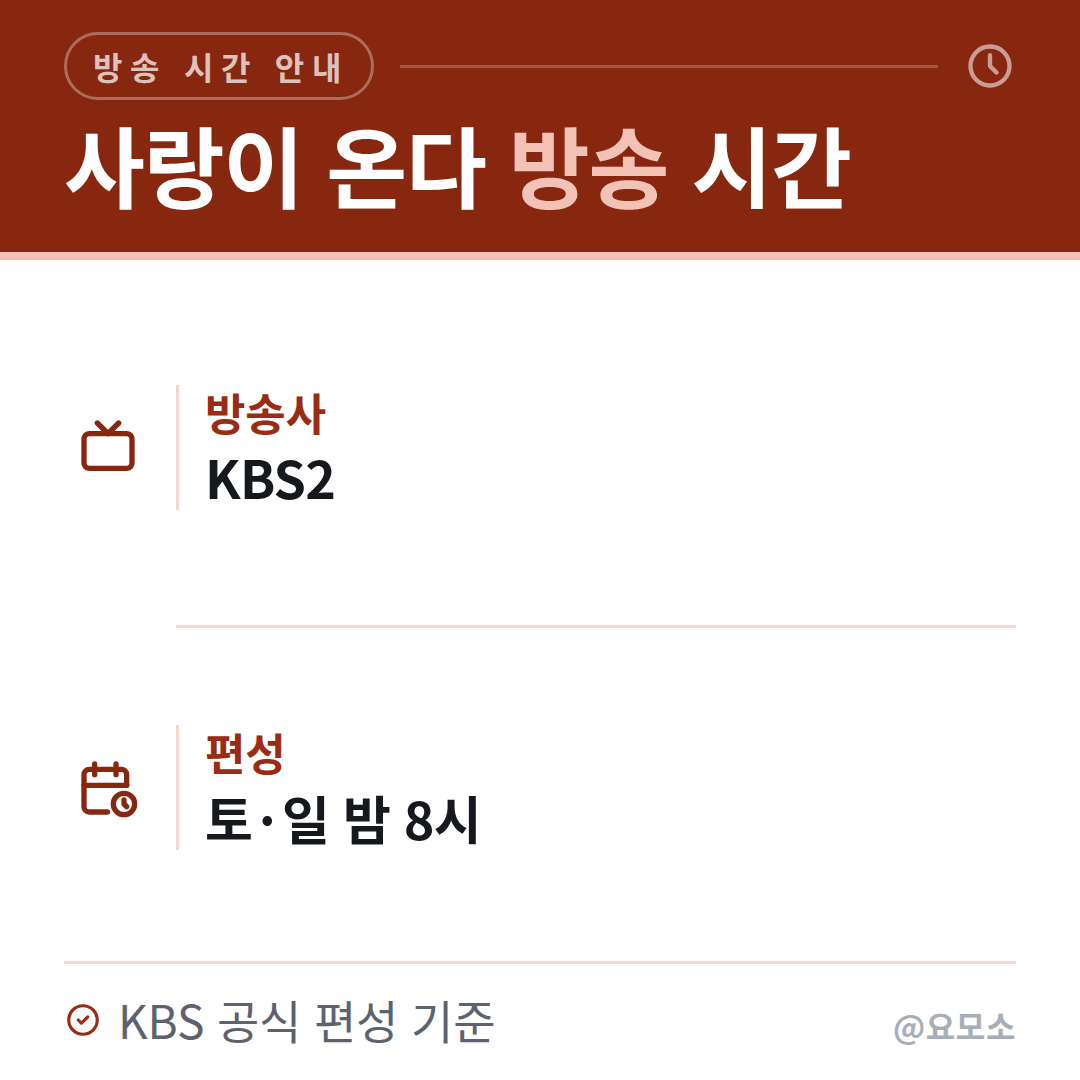 방송 시간 안내
사랑이 온다 방송 시간
방송사
KBS2
편성
토·일 밤 8시
KBS 공식 편성 기준
@요모소